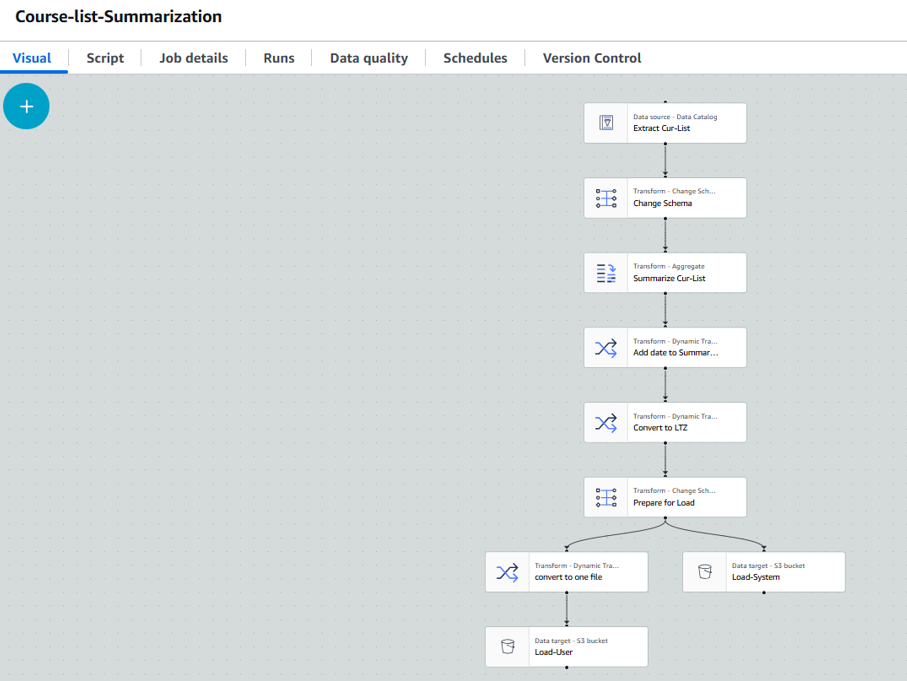 Course-list-Summarization
Visual
Script
Job details
Runs
Data quality
Schedules
Version Control
Data source - Data Catalog
Extract Cur-List
Transform - Change Sch...
Change Schema
Transform - Aggregate
Summarize Cur-List
Transform - Dynamic Tra...
Add date to Summar...
Transform - Dynamic Tra...
Convert to LTZ
Transform - Change Sch...
Prepare for Load
Transform - Dynamic Tra...
convert to one file
Data target - S3 bucket
Load-System
Data target - S3 bucket
Load-User